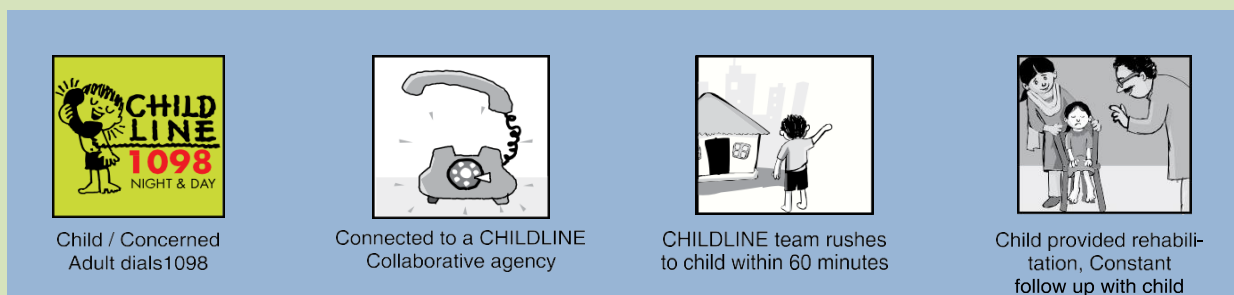 CHILD
LINE
1098
NIGHT & DAY
Child / Concerned
Adult dials1098
Connected to a CHILDLINE
Collaborative agency
CHILDLINE team rushes
to child within 60 minutes
Child provided rehabili-
tation, Constant
follow up with child